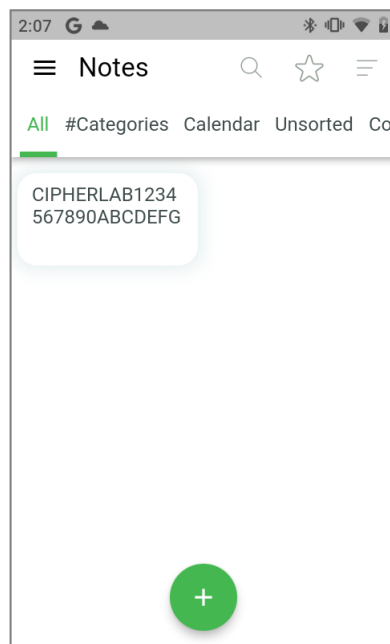 2:07 G
Notes
All #Categories Calendar Unsorted Co
CIPHERLAB1234
567890ABCDEFG
+